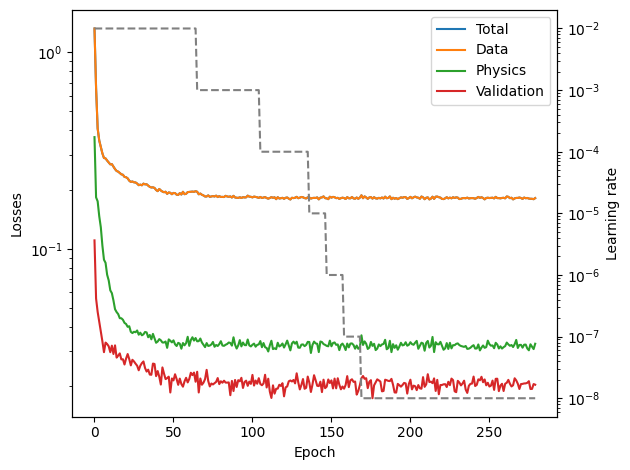 Total
Data
Physics
Validation
Losses
10⁰
10⁻¹
Learning rate
10⁻²
10⁻³
10⁻⁴
10⁻⁵
10⁻⁶
10⁻⁷
10⁻⁸
0 50 100 150 200 250
Epoch